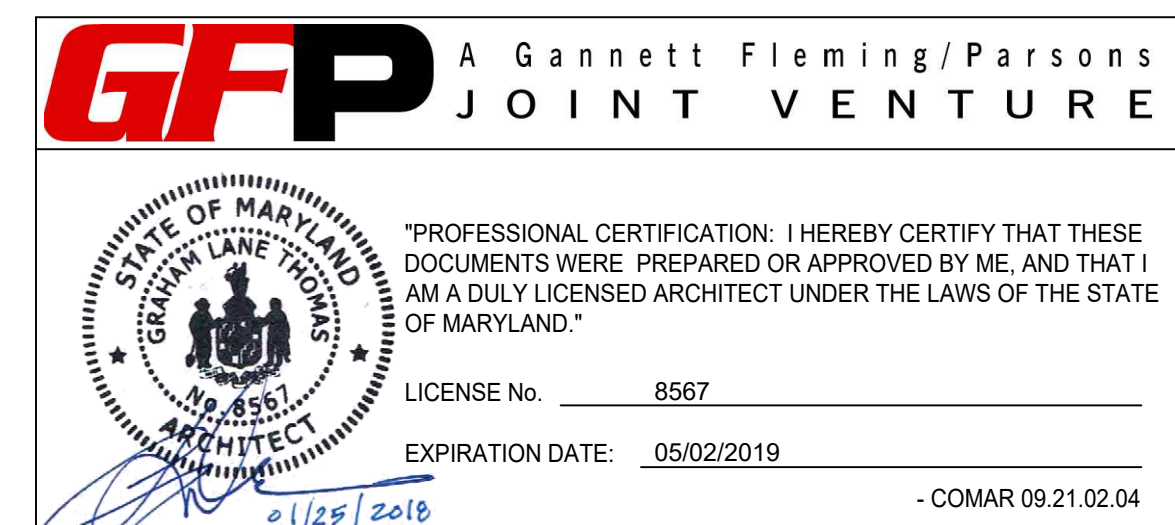 GFP
A Gannett Fleming/Parsons
JOINT VENTURE
STATE OF MARYLAND
GRAHAM LANE THOMAS
No. 8567
ARCHITECT
01/25/2018
"PROFESSIONAL CERTIFICATION: I HEREBY CERTIFY THAT THESE
DOCUMENTS WERE PREPARED OR APPROVED BY ME, AND THAT I
AM A DULY LICENSED ARCHITECT UNDER THE LAWS OF THE STATE
OF MARYLAND."
LICENSE No. 8567
EXPIRATION DATE: 05/02/2019
- COMAR 09.21.02.04